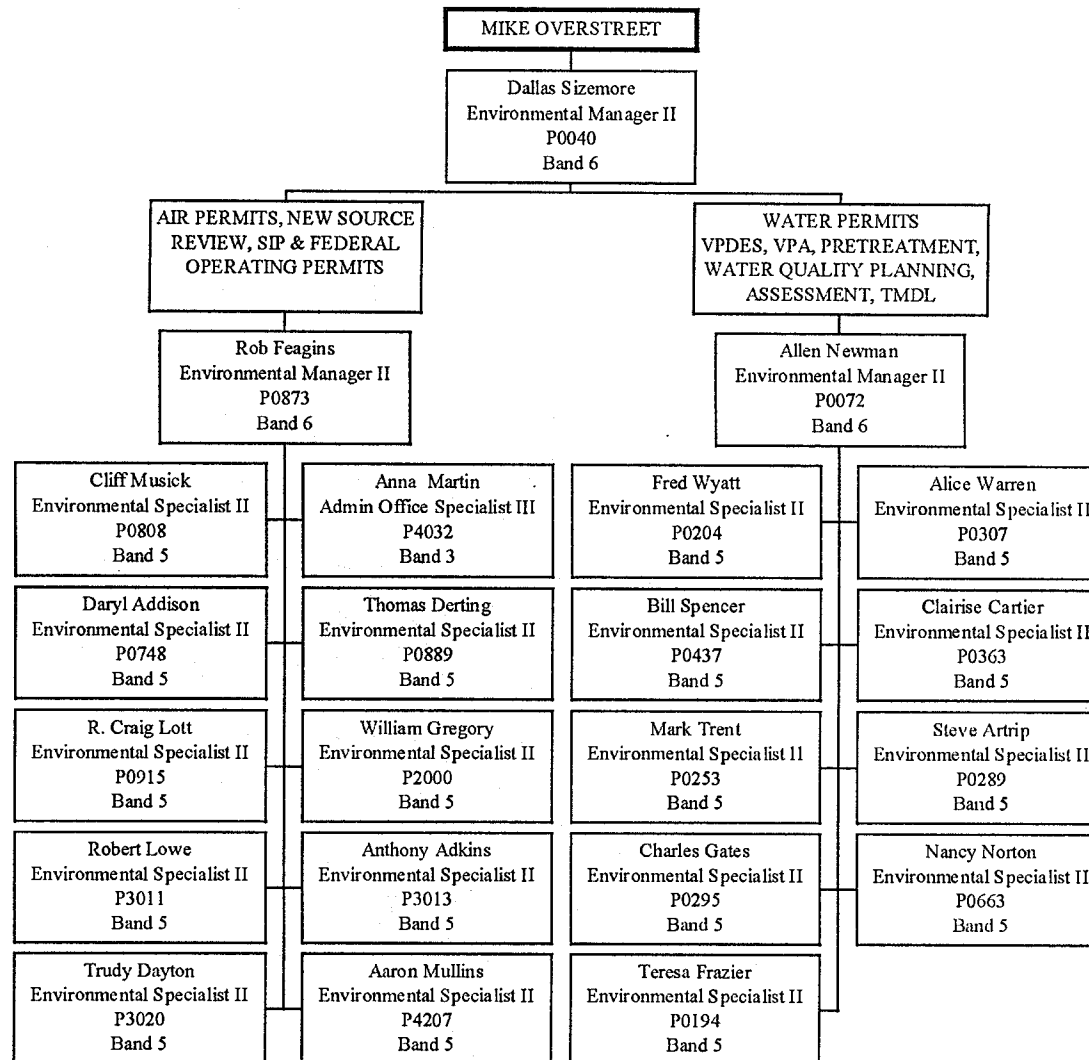 MIKE OVERSTREET
Dallas Sizemore
Environmental Manager II
P0040
Band 6
AIR PERMITS, NEW SOURCE
REVIEW, SIP & FEDERAL
OPERATING PERMITS
WATER PERMITS
VPDES, VPA, PRETREATMENT,
WATER QUALITY PLANNING,
ASSESSMENT, TMDL
Rob Feagins
Environmental Manager II
P0873
Band 6
Allen Newman
Environmental Manager II
P0072
Band 6
Cliff Musick
Environmental Specialist II
P0808
Band 5
Anna Martin
Admin Office Specialist III
P4032
Band 3
Fred Wyatt
Environmental Specialist II
P0204
Band 5
Alice Warren
Environmental Specialist II
P0307
Band 5
Daryl Addison
Environmental Specialist II
P0748
Band 5
Thomas Derting
Environmental Specialist II
P0889
Band 5
Bill Spencer
Environmental Specialist II
P0437
Band 5
Clairise Cartier
Environmental Specialist II
P0363
Band 5
R. Craig Lott
Environmental Specialist II
P0915
Band 5
William Gregory
Environmental Specialist II
P2000
Band 5
Mark Trent
Environmental Specialist II
P0253
Band 5
Steve Artrip
Environmental Specialist II
P0289
Band 5
Robert Lowe
Environmental Specialist II
P3011
Band 5
Anthony Adkins
Environmental Specialist II
P3013
Band 5
Charles Gates
Environmental Specialist II
P0295
Band 5
Nancy Norton
Environmental Specialist II
P0663
Band 5
Trudy Dayton
Environmental Specialist II
P3020
Band 5
Aaron Mullins
Environmental Specialist II
P4207
Band 5
Teresa Frazier
Environmental Specialist II
P0194
Band 5